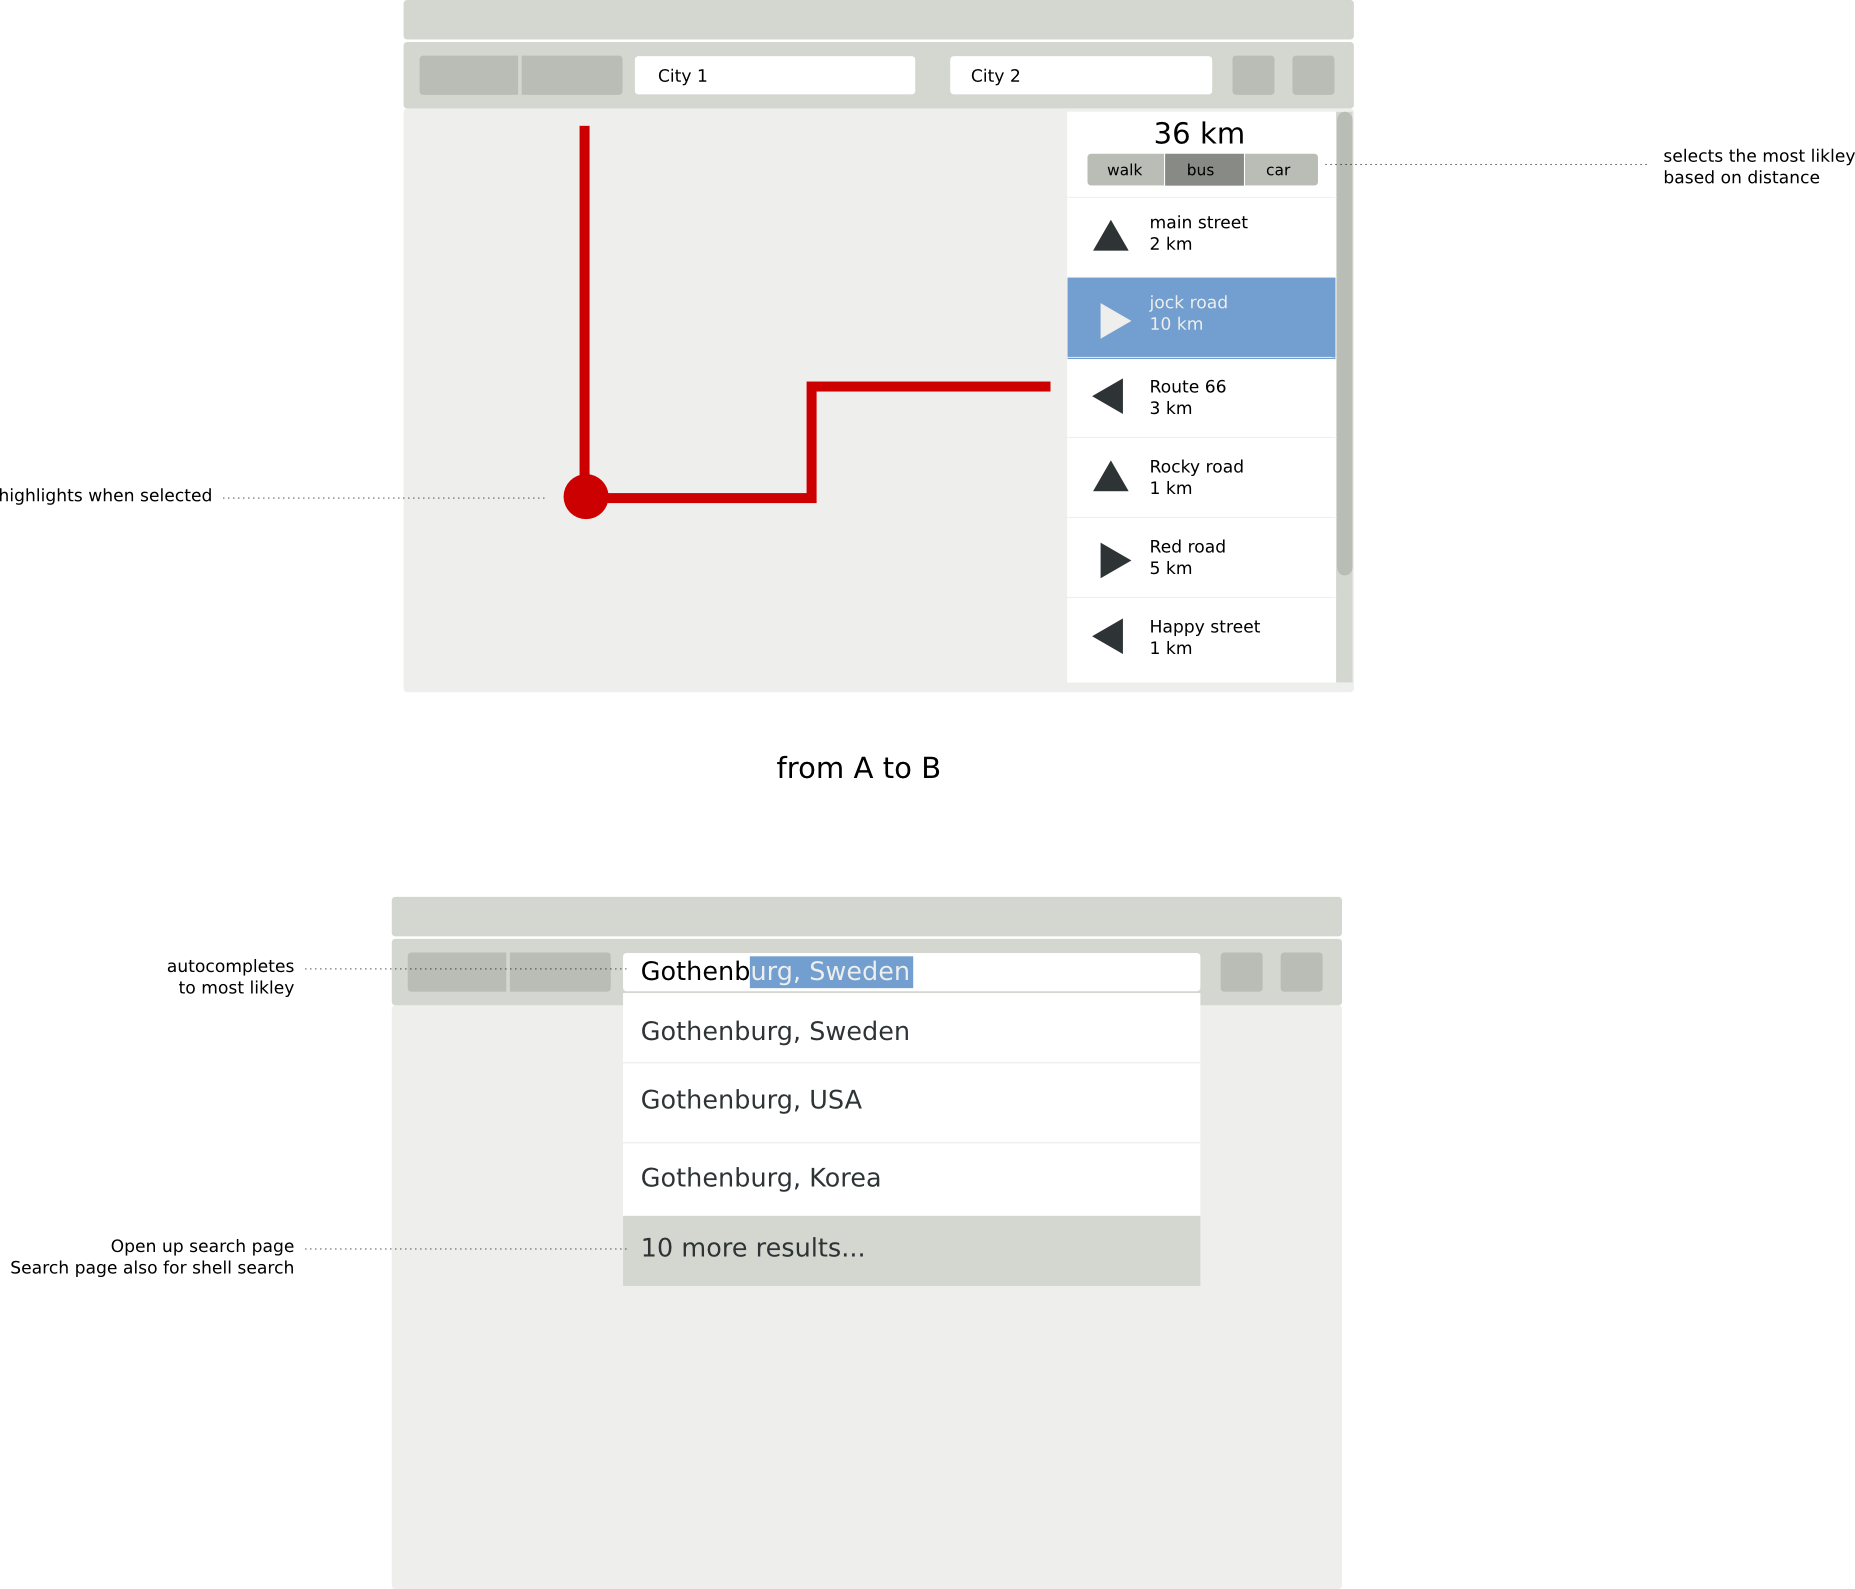 City 1
City 2
36 km
walk
bus
car
selects the most likley
based on distance
main street
2 km
jock road
10 km
Route 66
3 km
Rocky road
1 km
highlights when selected
Red road
5 km
Happy street
1 km
from A to B
autocompletes
to most likley
Gothenburg, Sweden
Gothenburg, Sweden
Gothenburg, USA
Gothenburg, Korea
Open up search page
Search page also for shell search
10 more results...